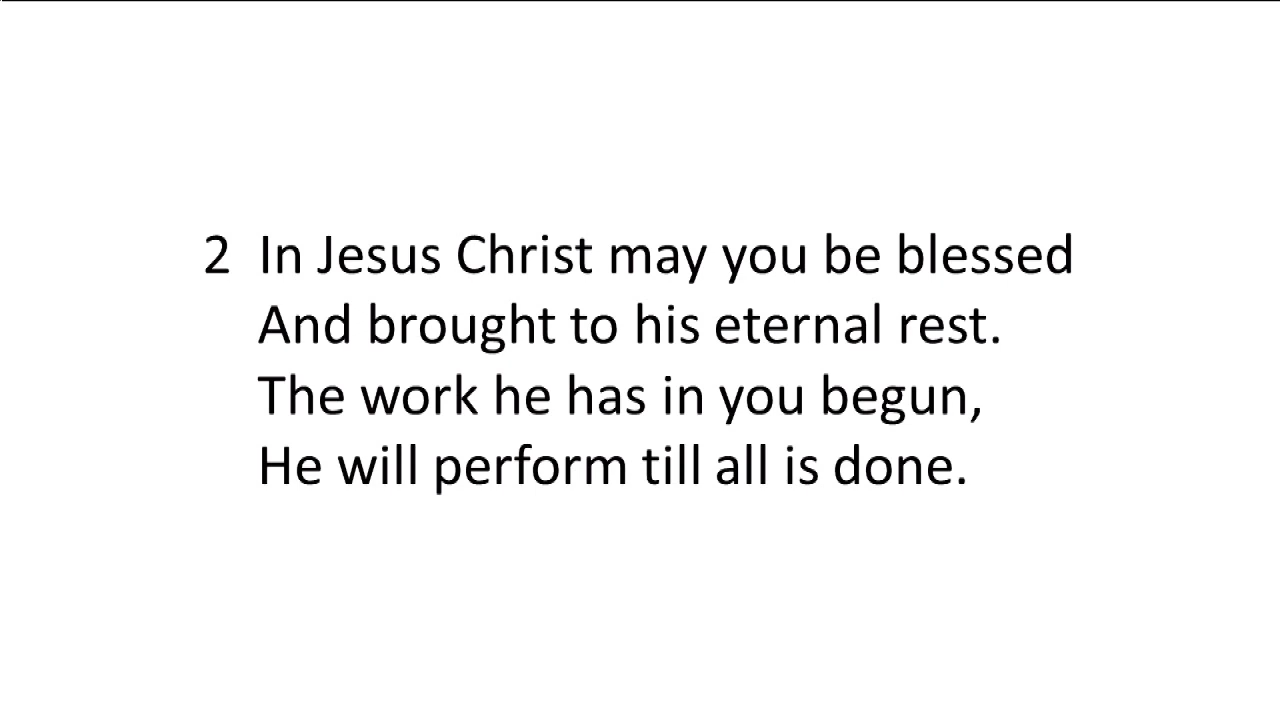 2 In Jesus Christ may you be blessed
And brought to his eternal rest.
The work he has in you begun,
He will perform till all is done.